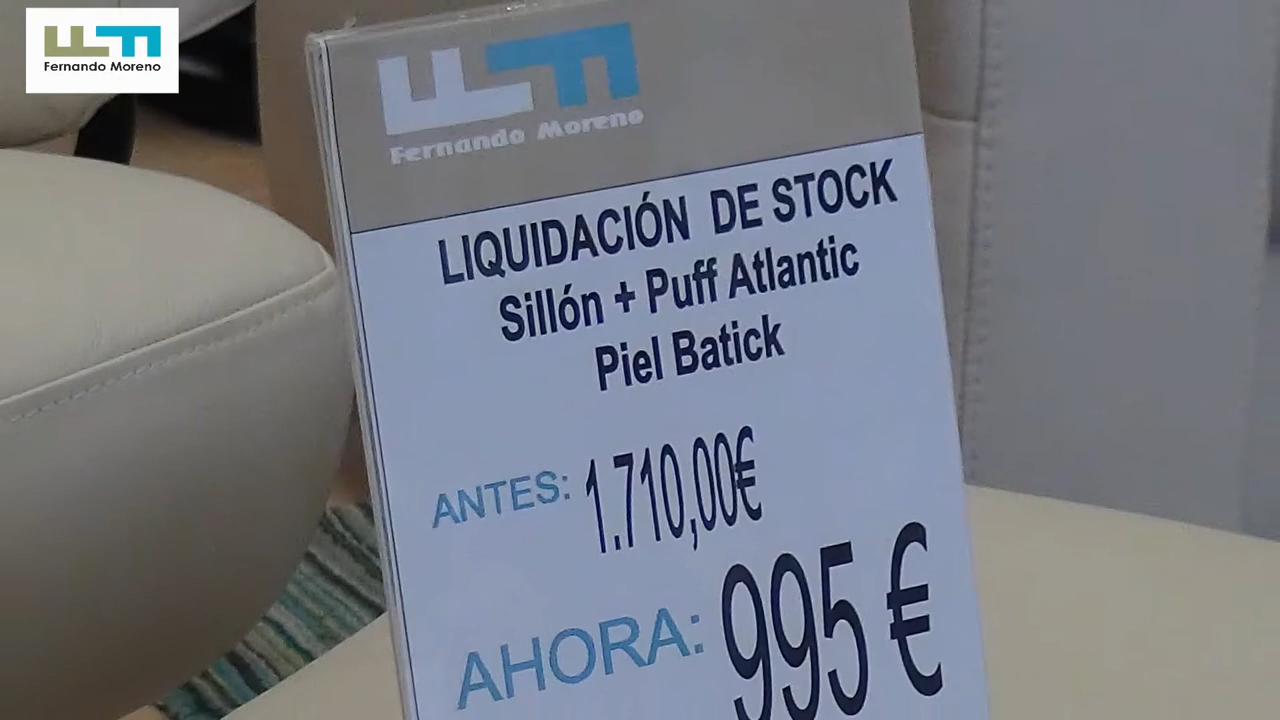 Fernando Moreno
Fernando Moreno
LIQUIDACIÓN DE STOCK
Sillón + Puff Atlantic
Piel Batick
ANTES: 1.710,00€
AHORA: 995 €